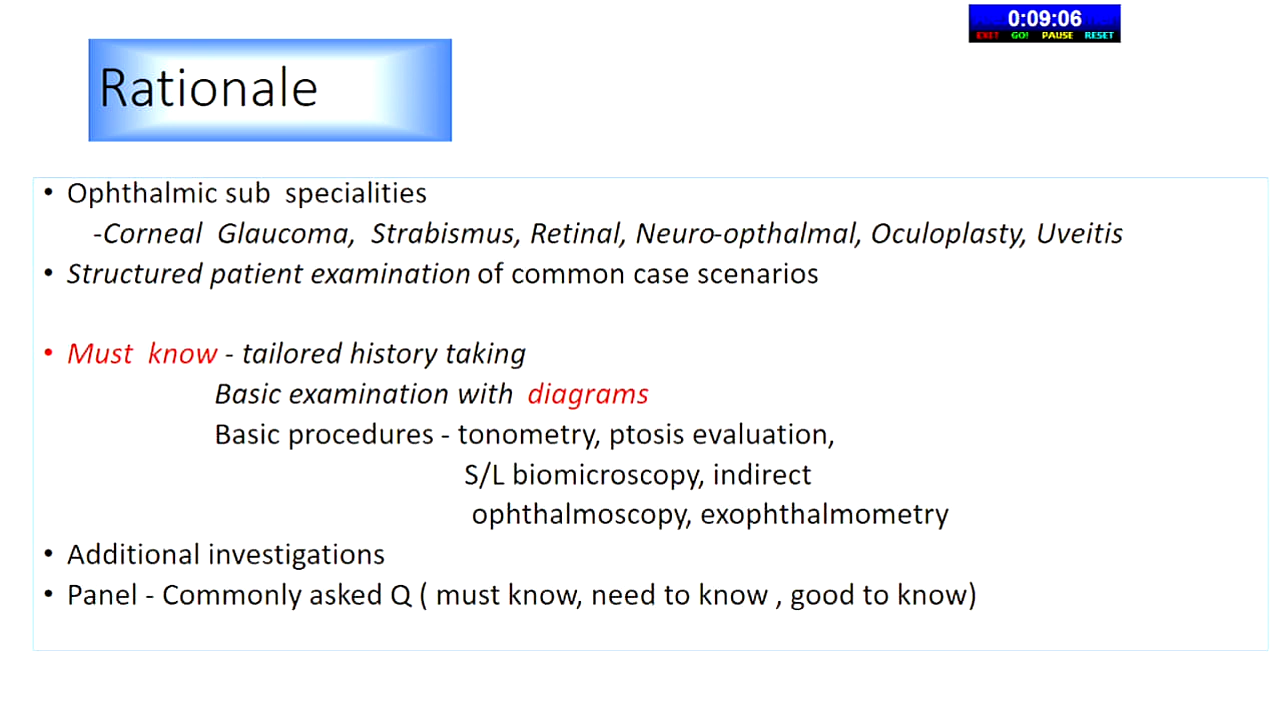 0:09:06
EXIT GO! PAUSE RESET
Rationale
• Ophthalmic sub specialities
-Corneal Glaucoma, Strabismus, Retinal, Neuro-opthalmal, Oculoplasty, Uveitis
• Structured patient examination of common case scenarios
• Must know - tailored history taking
Basic examination with diagrams
Basic procedures - tonometry, ptosis evaluation,
S/L biomicroscopy, indirect
ophthalmoscopy, exophthalmometry
• Additional investigations
• Panel - Commonly asked Q ( must know, need to know , good to know)